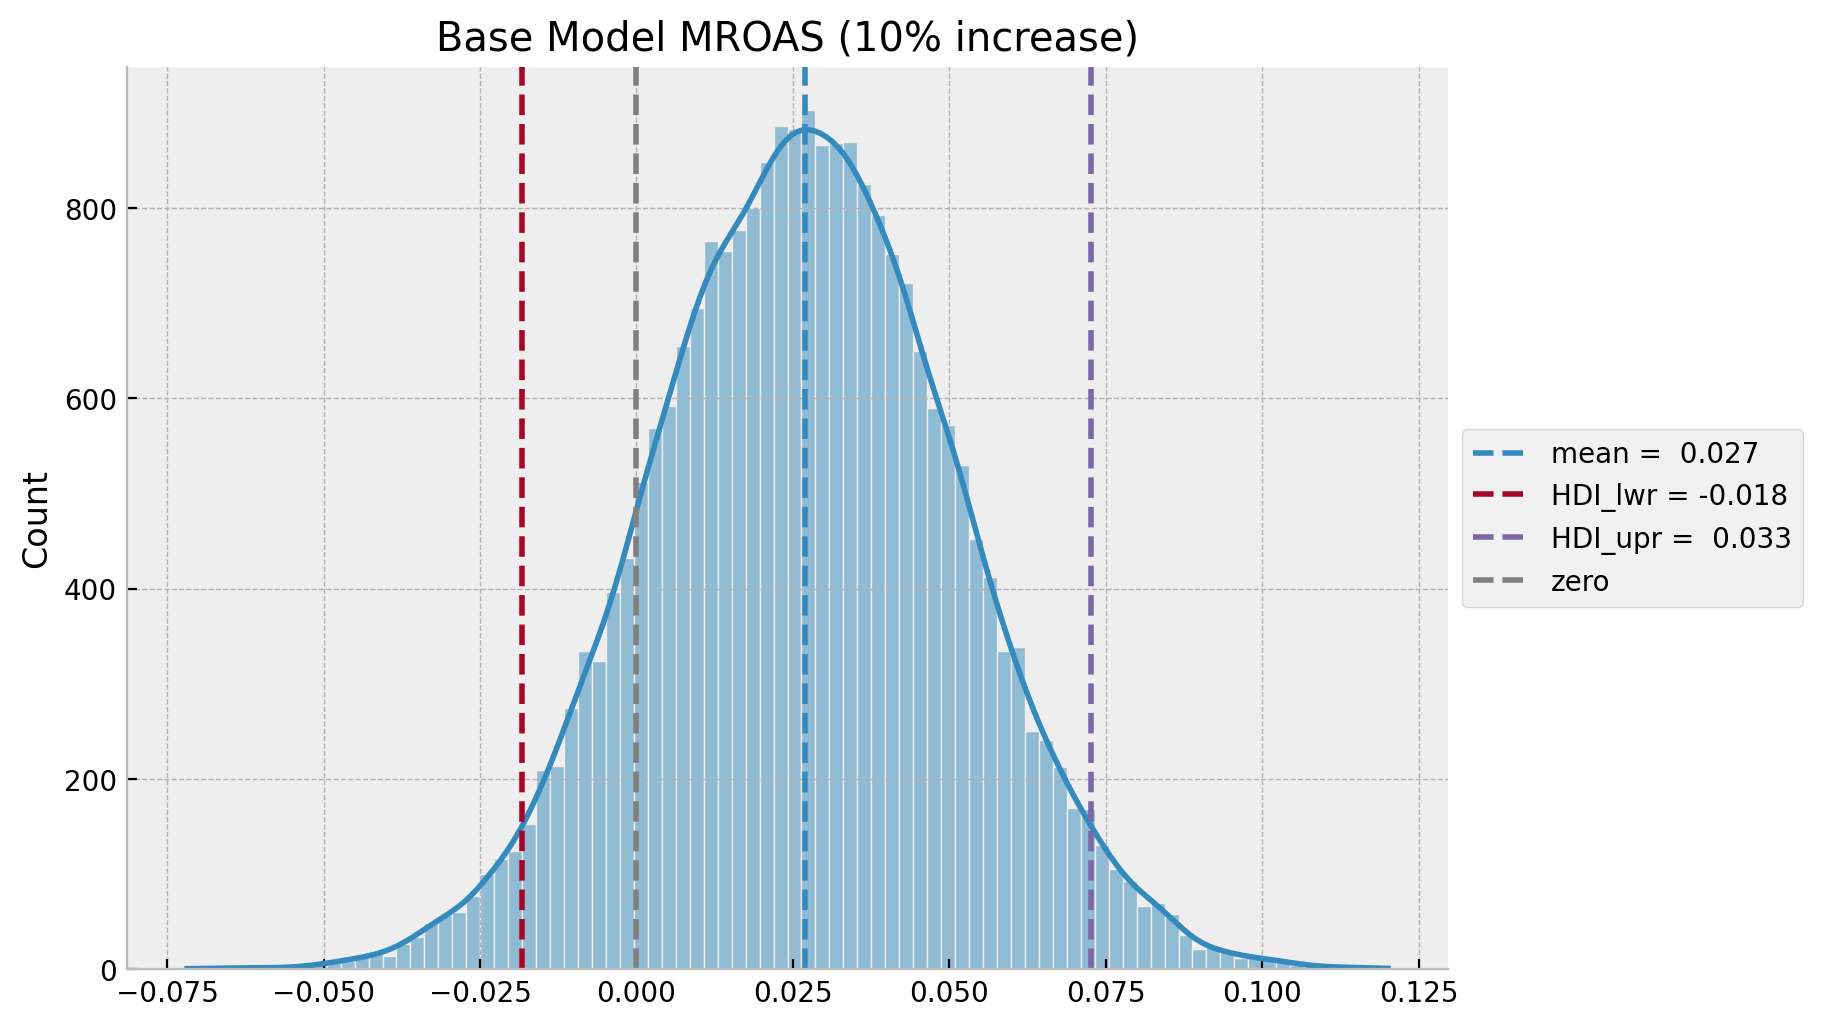 Base Model MROAS (10% increase)
Count
800
600
400
200
0
−0.075 −0.050 −0.025 0.000 0.025 0.050 0.075 0.100 0.125
mean =  0.027
HDI_lwr = -0.018
HDI_upr =  0.033
zero